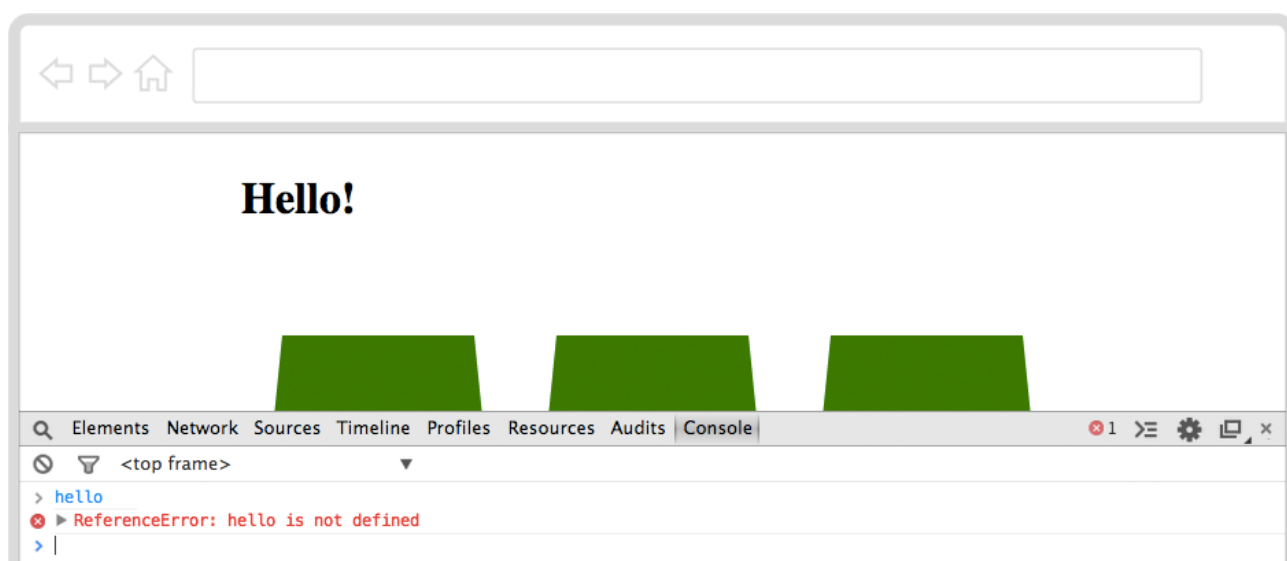 Hello!
Elements Network Sources Timeline Profiles Resources Audits Console 1
<top frame>
> hello
ReferenceError: hello is not defined
>